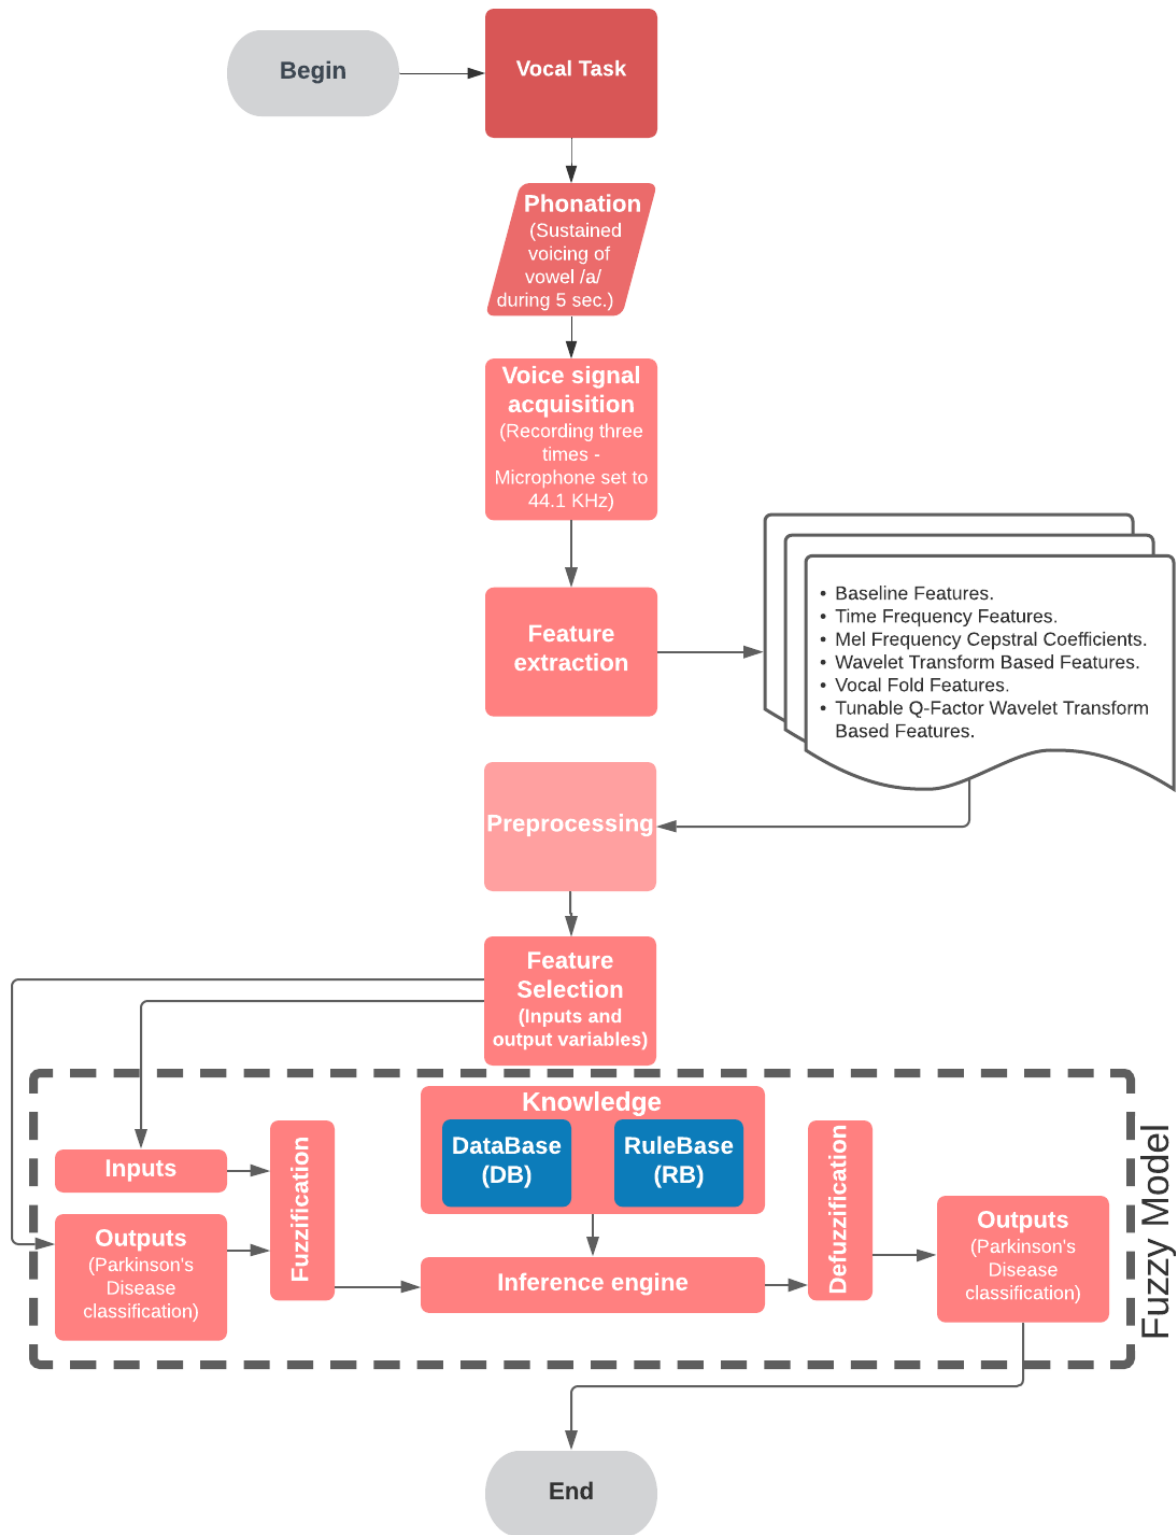 Begin
Vocal Task
Phonation
(Sustained
voicing of
vowel /a/
during 5 sec.)
Voice signal
acquisition
(Recording three
times -
Microphone set to
44.1 KHz)
Feature
extraction
• Baseline Features.
• Time Frequency Features.
• Mel Frequency Cepstral Coefficients.
• Wavelet Transform Based Features.
• Vocal Fold Features.
• Tunable Q-Factor Wavelet Transform
Based Features.
Preprocessing
Feature
Selection
(Inputs and
output variables)
Inputs
Outputs
(Parkinson's
Disease
classification)
Fuzzification
Knowledge
DataBase
(DB)
RuleBase
(RB)
Inference engine
Defuzzification
Outputs
(Parkinson's
Disease
classification)
Fuzzy Model
End